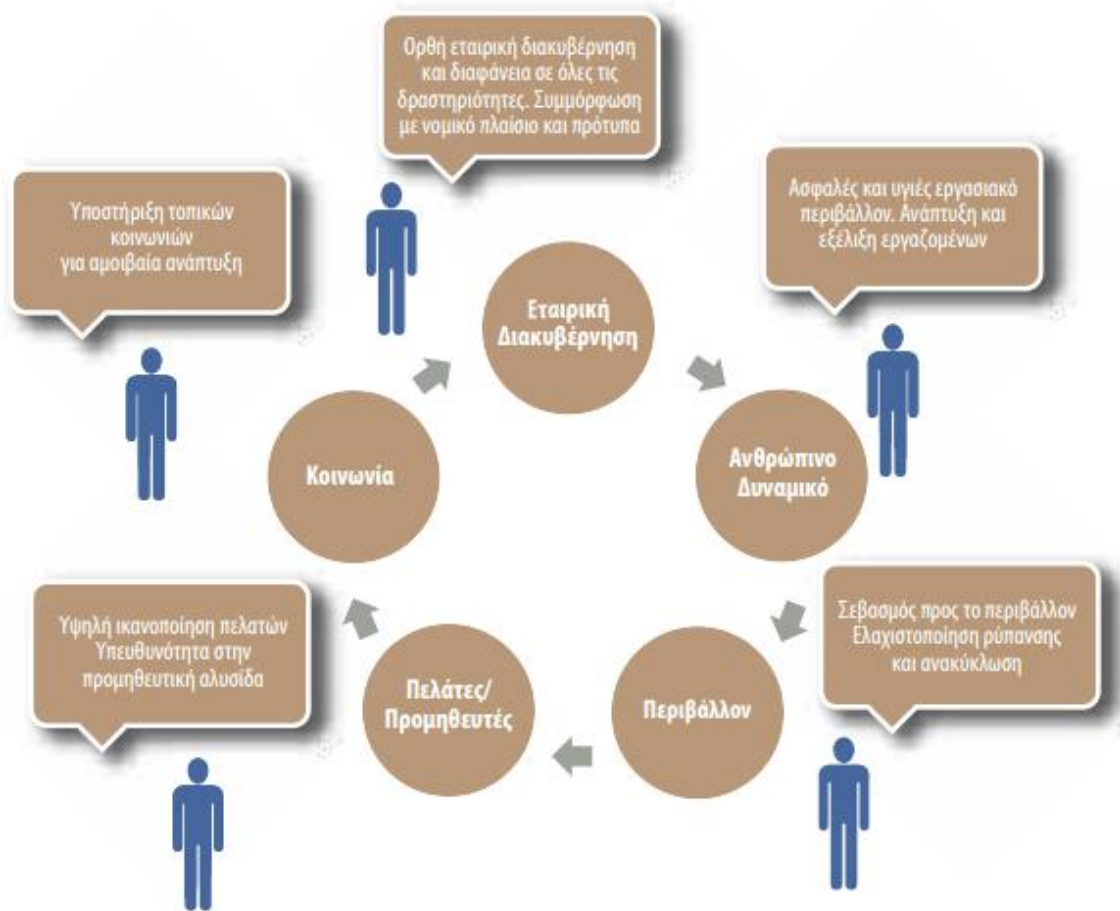 Ορθή εταιρική διακυβέρνηση
και διαφάνεια σε όλες τις
δραστηριότητες. Συμμόρφωση
με νομικό πλαίσιο και πρότυπα
Υποστήριξη τοπικών
κοινωνιών
για αμοιβαία ανάπτυξη
Ασφαλές και υγιές εργασιακό
περιβάλλον. Ανάπτυξη και
εξέλιξη εργαζομένων
Εταιρική
Διακυβέρνηση
Κοινωνία
Ανθρώπινο
Δυναμικό
Υψηλή ικανοποίηση πελατών
Υπευθυνότητα στην
προμηθευτική αλυσίδα
Πελάτες/
Προμηθευτές
Περιβάλλον
Σεβασμός προς το περιβάλλον
Ελαχιστοποίηση ρύπανσης
και ανακύκλωση